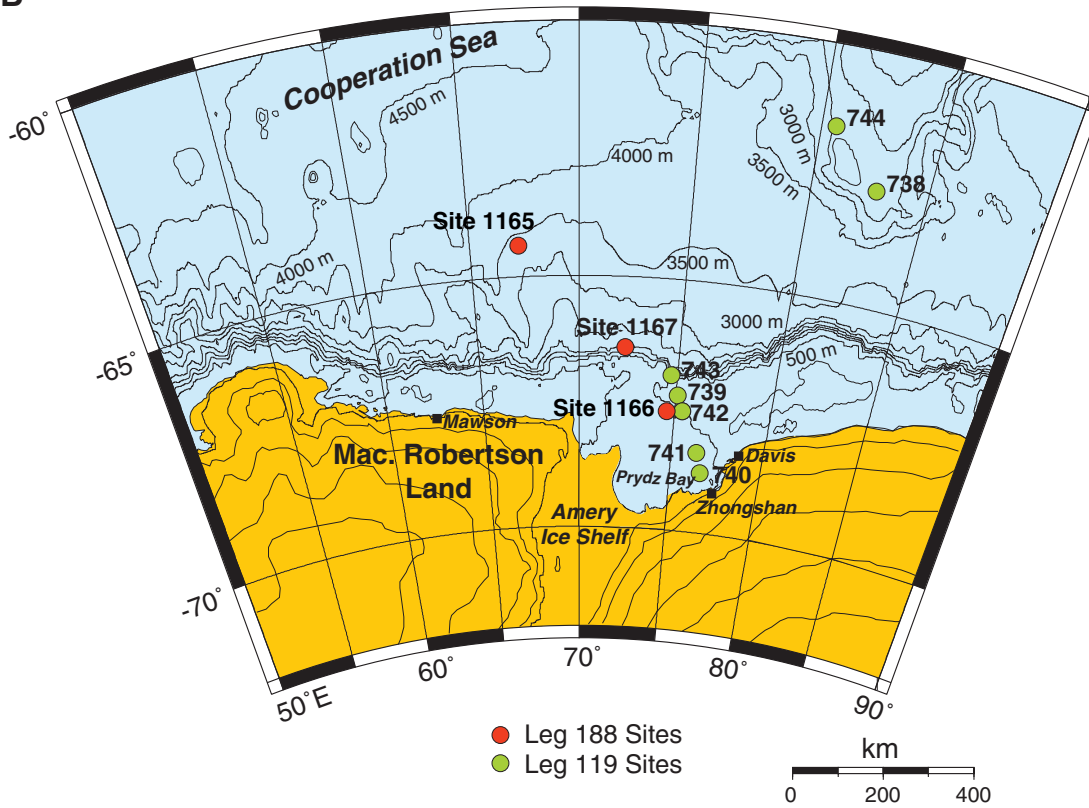 B
Cooperation Sea
-60˚
4500 m
3000 m
744
4000 m
3500 m
738
Site 1165
4000 m
3500 m
Site 1167
3000 m
500 m
-65˚
743
739
Site 1166
742
Mawson
741
Davis
Mac. Robertson
Land
Prydz Bay
740
Zhongshan
Amery
Ice Shelf
-70˚
50˚E
60˚
70˚
80˚
90˚
Leg 188 Sites
Leg 119 Sites
km
0
200
400